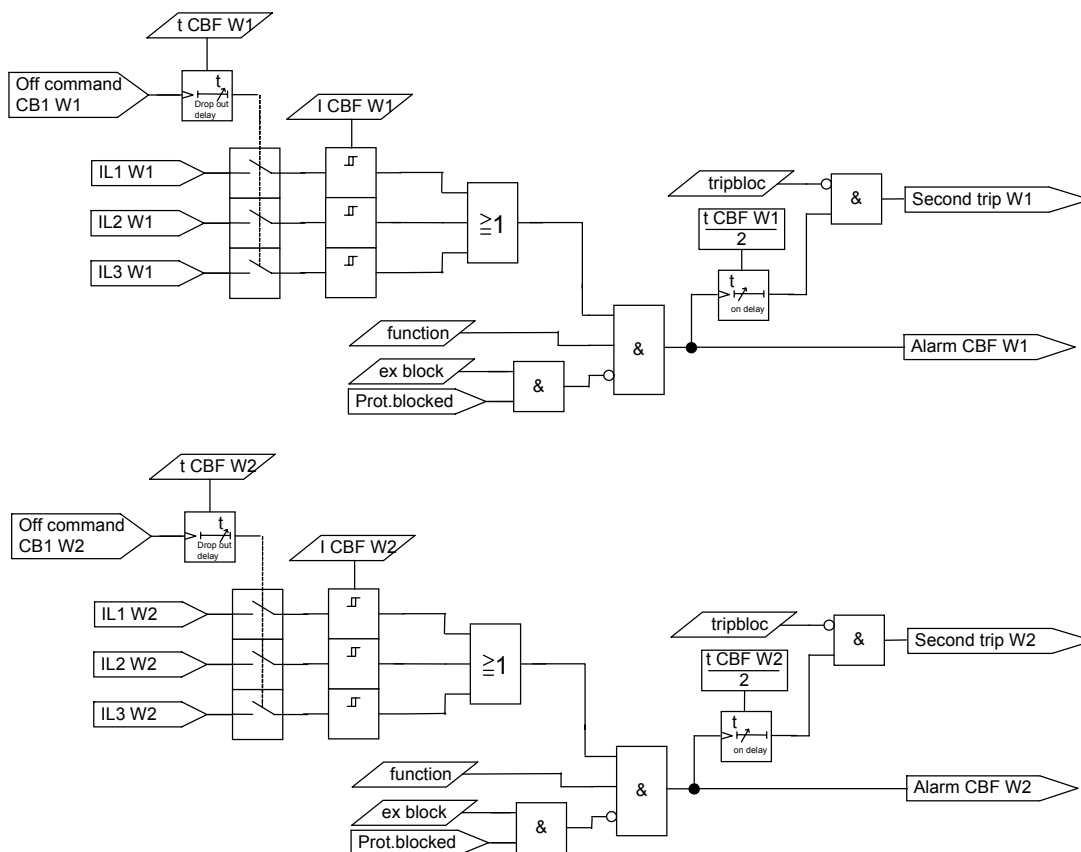 t CBF W1
Off command
CB1 W1
t
Drop out
delay
I CBF W1
IL1 W1
IL2 W1
IL3 W1
≧1
tripbloc
&
Second trip W1
t CBF W1
2
t
on delay
function
&
Alarm CBF W1
ex block
&
Prot.blocked
t CBF W2
Off command
CB1 W2
t
Drop out
delay
I CBF W2
IL1 W2
IL2 W2
IL3 W2
≧1
tripbloc
&
Second trip W2
t CBF W2
2
t
on delay
function
&
Alarm CBF W2
ex block
&
Prot.blocked